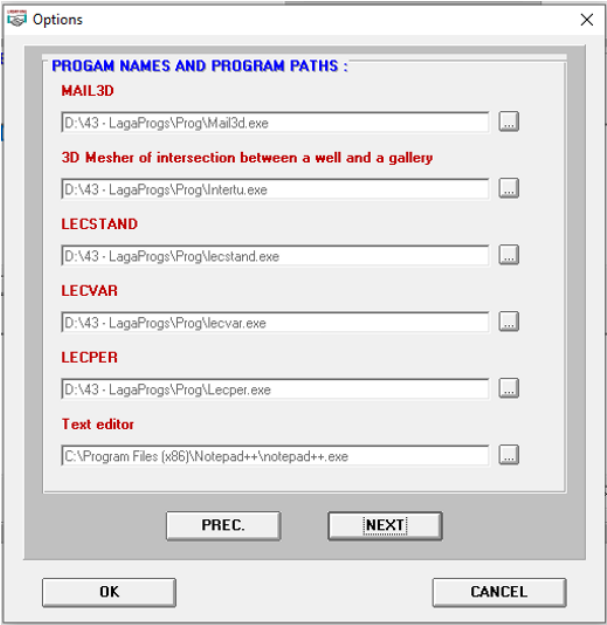 Options
PROGAM NAMES AND PROGRAM PATHS :
MAIL3D
D:\43 - LagaProgs\Prog\Mail3d.exe
...
3D Mesher of intersection between a well and a gallery
D:\43 - LagaProgs\Prog\Intertu.exe
...
LECSTAND
D:\43 - LagaProgs\Prog\lecstand.exe
...
LECVAR
D:\43 - LagaProgs\Prog\lecvar.exe
...
LECPER
D:\43 - LagaProgs\Prog\Lecper.exe
...
Text editor
C:\Program Files (x86)\Notepad++\notepad++.exe
...
PREC. NEXT
OK CANCEL